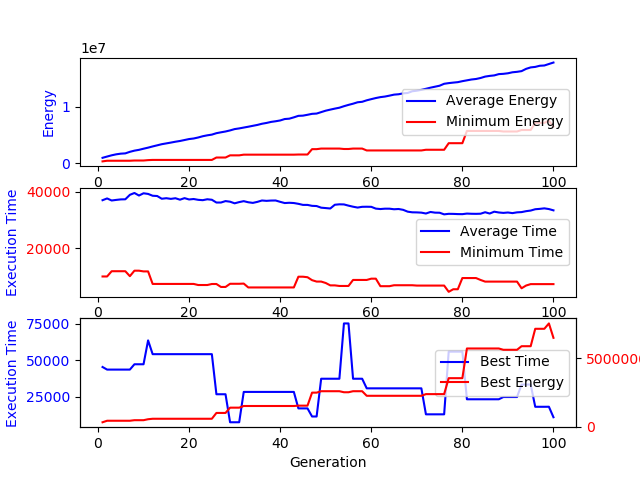 1e7
Energy
1
0
Average Energy
Minimum Energy
0 20 40 60 80 100
Execution Time
40000
20000
Average Time
Minimum Time
0 20 40 60 80 100
Execution Time
75000
50000
25000
Best Time
Best Energy
5000000
0
0 20 40 60 80 100
Generation